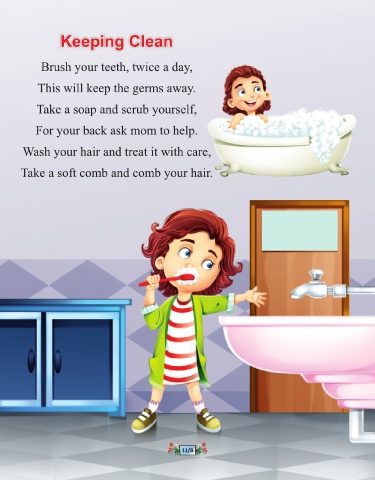 Keeping Clean
Brush your teeth, twice a day,
This will keep the germs away.
Take a soap and scrub yourself,
For your back ask mom to help.
Wash your hair and treat it with care,
Take a soft comb and comb your hair.
11/8